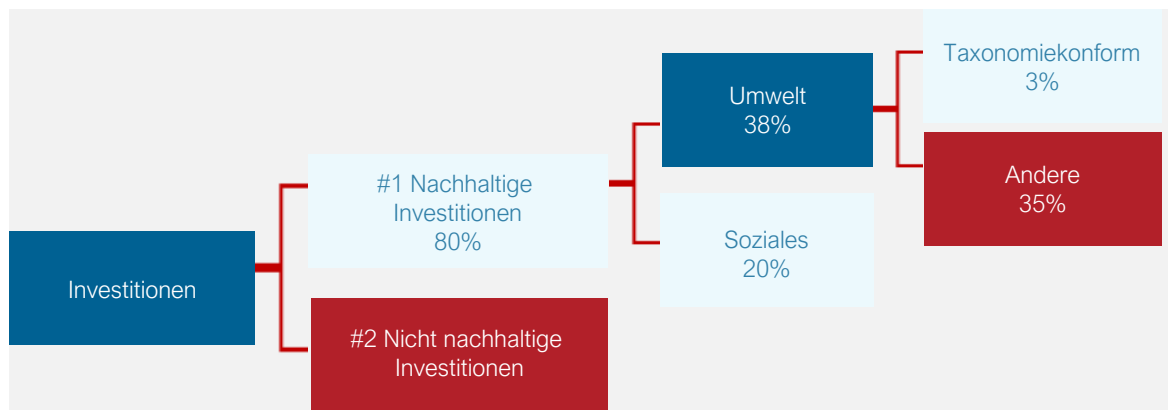 Investitionen
#1 Nachhaltige
Investitionen
80%
#2 Nicht nachhaltige
Investitionen
Umwelt
38%
Soziales
20%
Taxonomiekonform
3%
Andere
35%